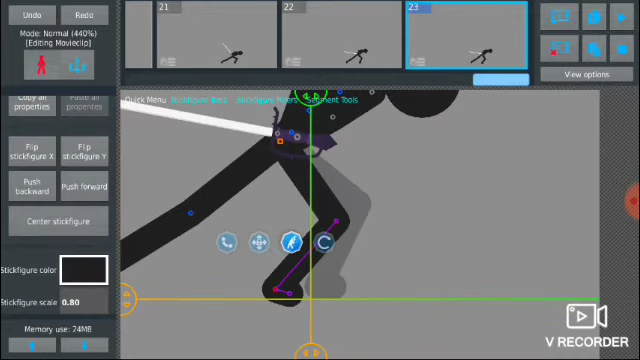 Undo
Redo
Mode: Normal (440%)
[Editing Movieclip]
21
22
23
View options
Copy all properties
Paste all properties
Quick Menu
Stickfigure Tools
Stickfigure Filters
Segment Tools
Flip stickfigure X
Flip stickfigure Y
Push backward
Push forward
Center stickfigure
Stickfigure color
Stickfigure scale
0.80
Memory use: 24MB
V RECORDER